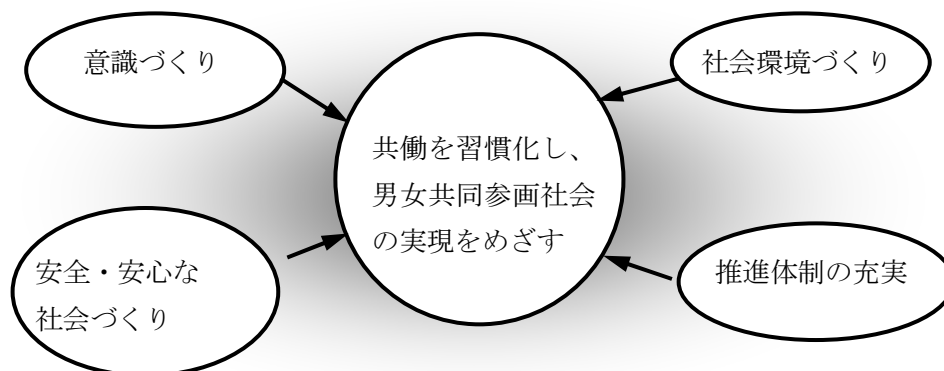 意識づくり
社会環境づくり
共働を習慣化し、
男女共同参画社会
の実現をめざす
安全・安心な
社会づくり
推進体制の充実